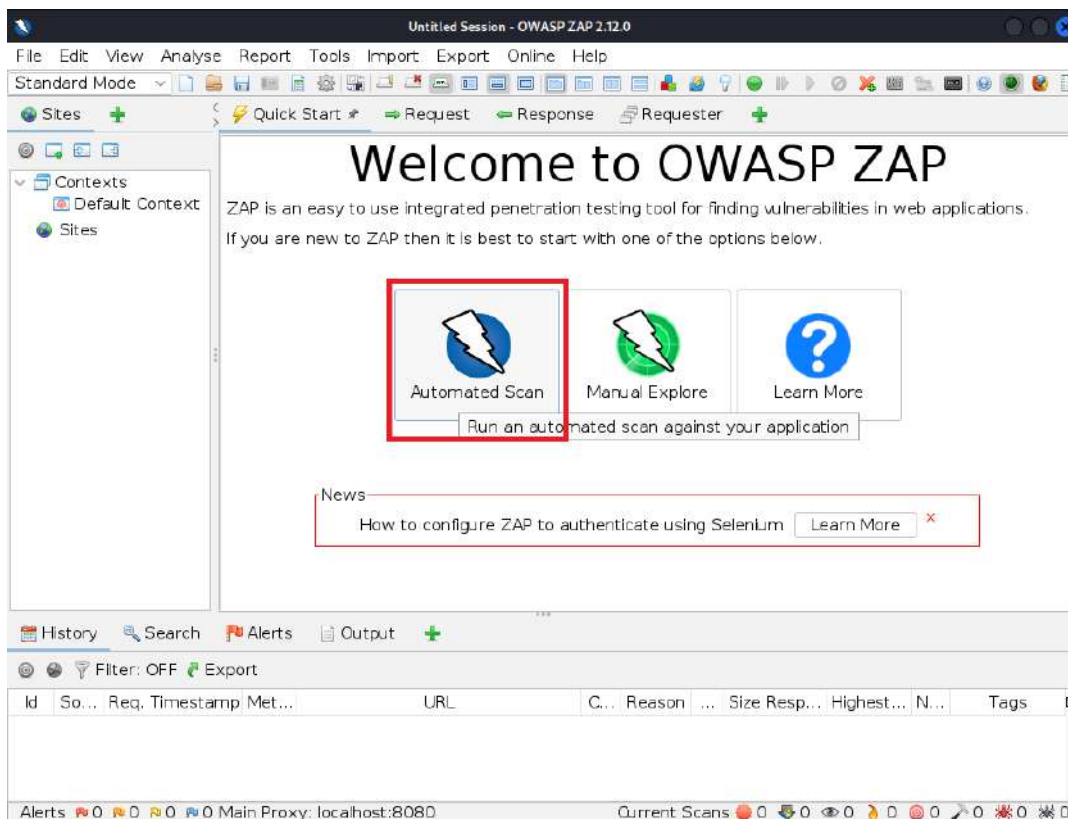 Untitled Session - OWASP ZAP 2.12.0
File Edit View Analyse Report Tools Import Export Online Help
Standard Mode
Sites
Quick Start Request Response Requester
Contexts
Default Context
Sites
Welcome to OWASP ZAP
ZAP is an easy to use integrated penetration testing tool for finding vulnerabilities in web applications.
If you are new to ZAP then it is best to start with one of the options below.
Automated Scan Manual Explore Learn More
Run an automated scan against your application
News
How to configure ZAP to authenticate using Selenium Learn More x
History Search Alerts Output
Filter: OFF Export
Id So... Req. Timestamp Met... URL C... Reason ... Size Resp... Highest... N... Tags
Alerts 0 0 0 0 Main Proxy: localhost:8080 Current Scans 0 0 0 0 0 0 0 0